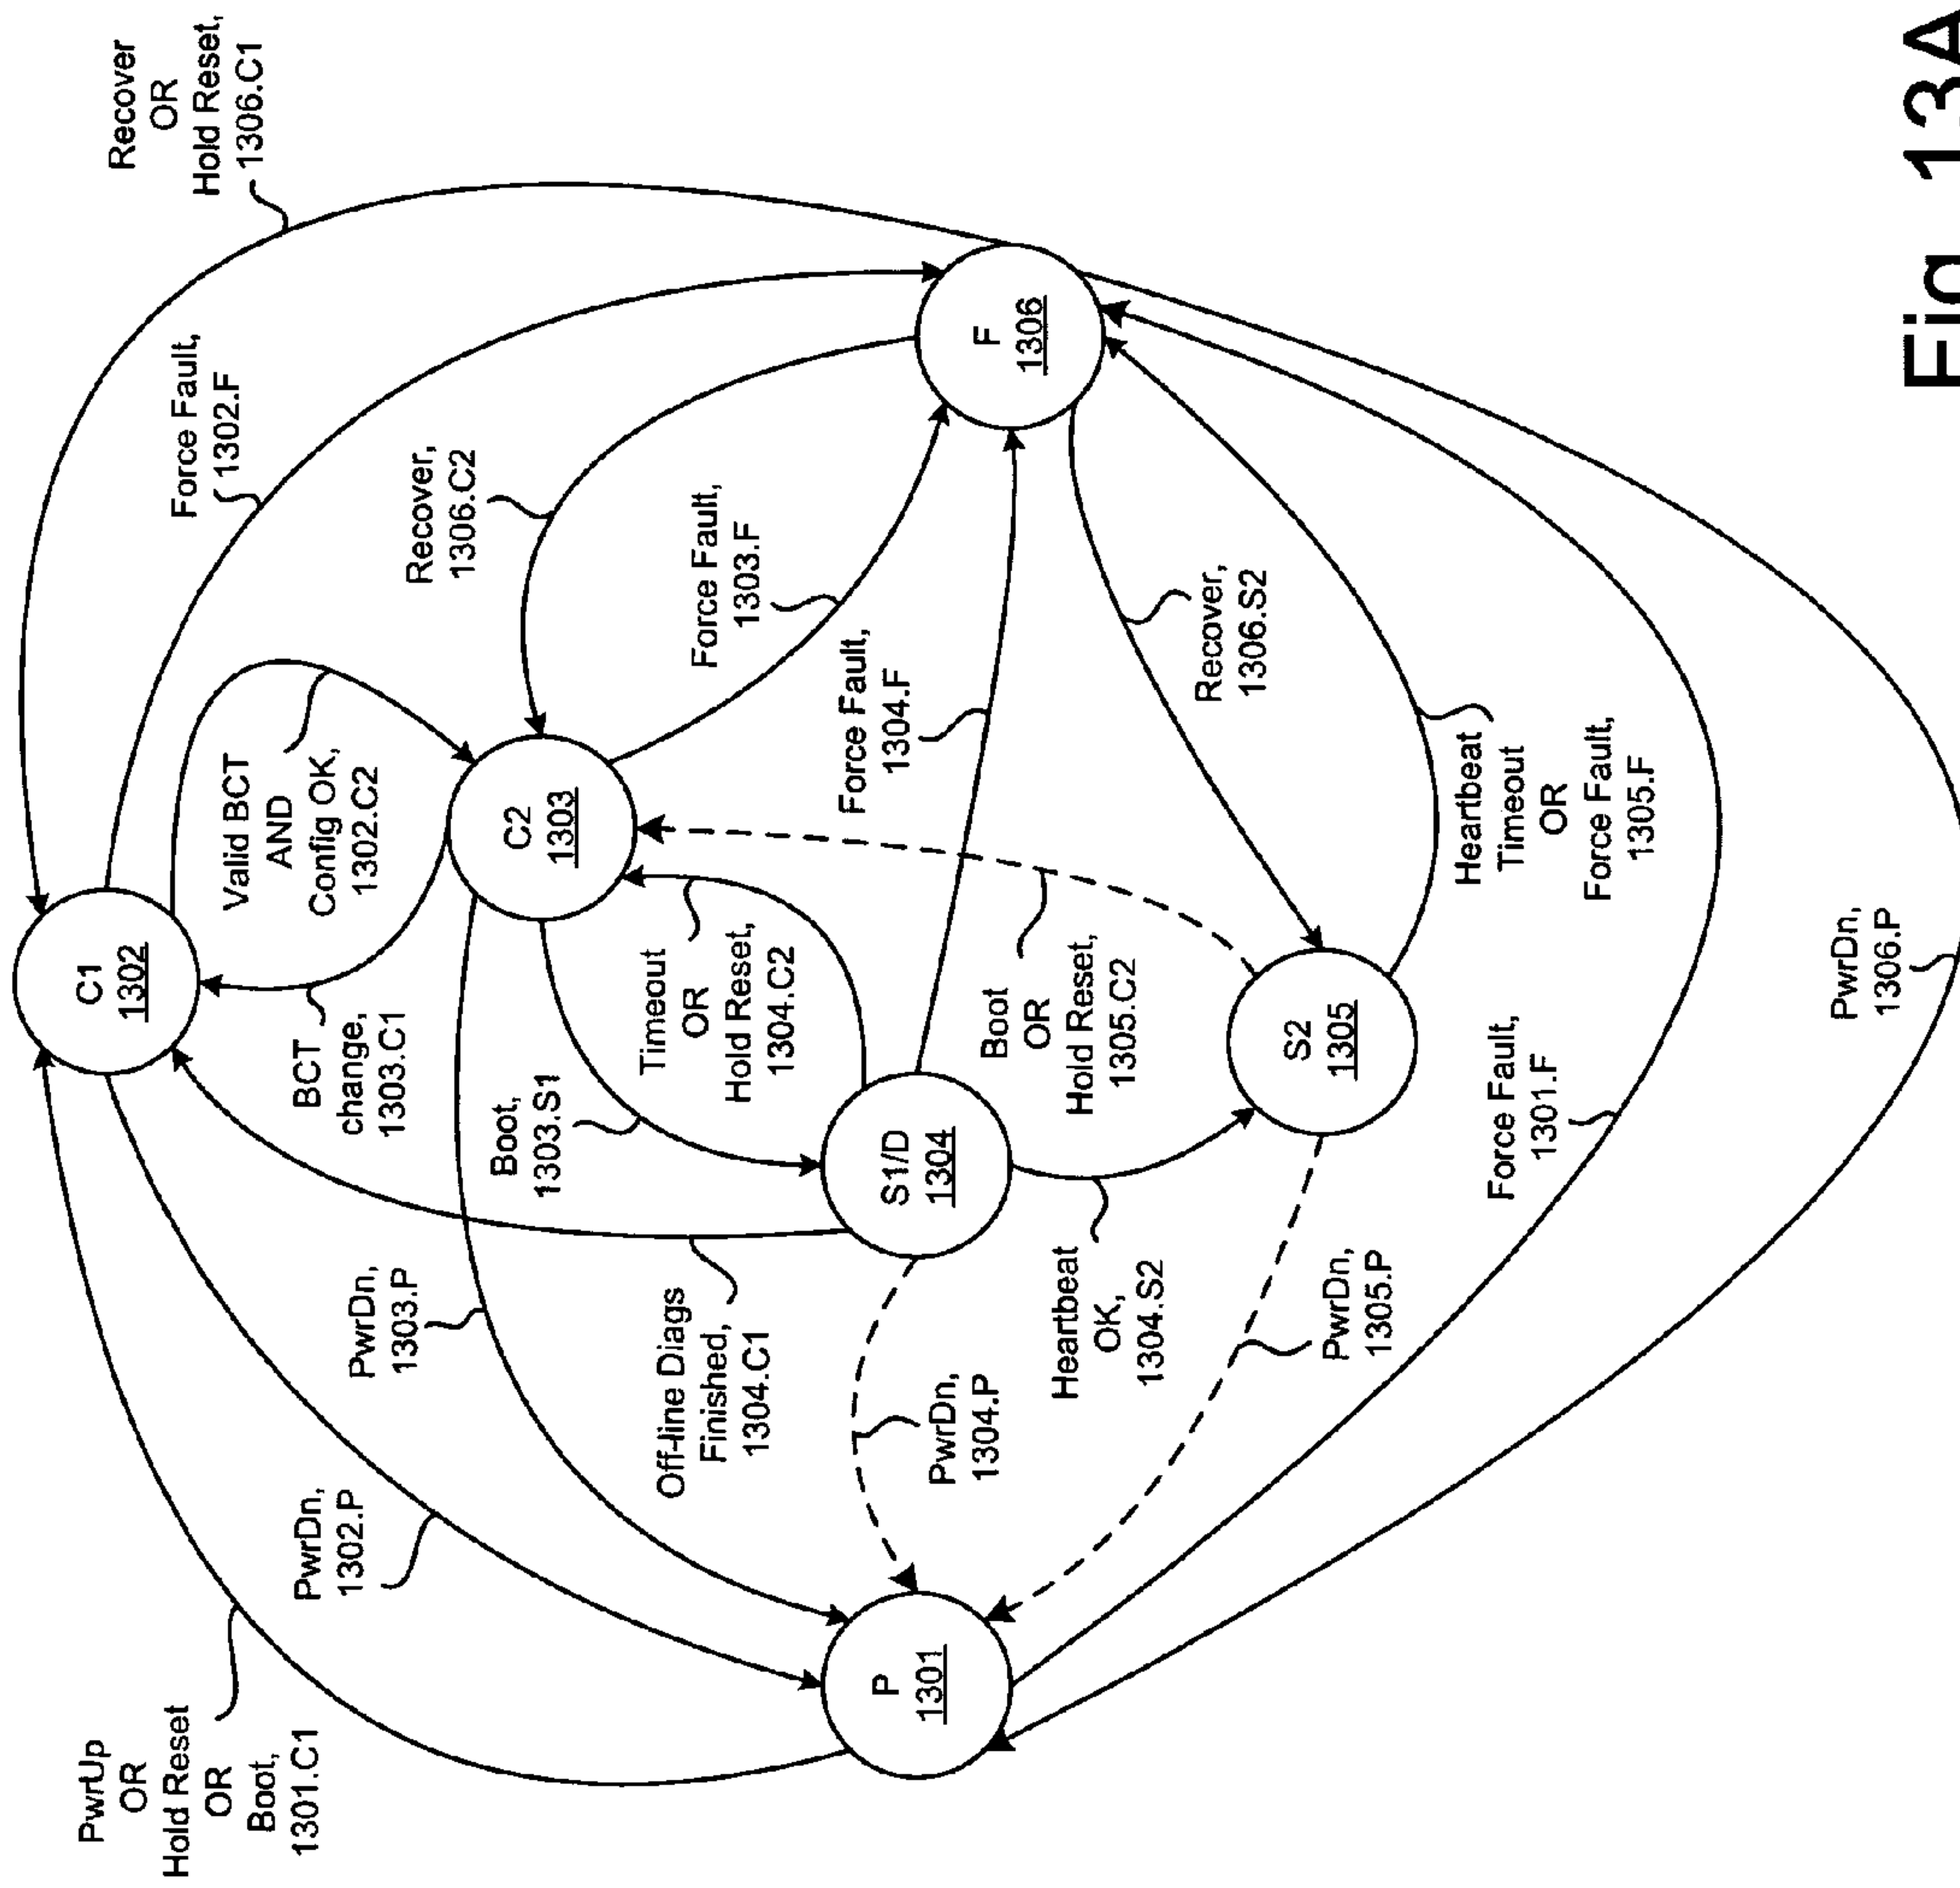 Recover
OR
Hold Reset,
1306.C1
Force Fault,
1302.F
Recover,
1306.C2
Force Fault,
1303.F
Force Fault,
1304.F
F
1306
Recover,
1306.S2
Heartbeat
Timeout
OR
Force Fault,
1305.F
Valid BCT
AND
Config OK,
1302.C2
C2
1303
C1
1302
BCT
change,
1303.C1
Boot,
1303.S1
Timeout
OR
Hold Reset,
1304.C2
Boot
OR
Hold Reset,
1305.C2
S2
1305
Force Fault,
1301.F
PwrDn,
1306.P
S1/D
1304
PwrDn,
1303.P
Off-line Diags
Finished,
1304.C1
Heartbeat
OK,
1304.S2
PwrDn,
1305.P
PwrDn,
1304.P
PwrDn,
1302.P
P
1301
PwrUp
OR
Hold Reset
OR
Boot,
1301.C1
Fig. 13A